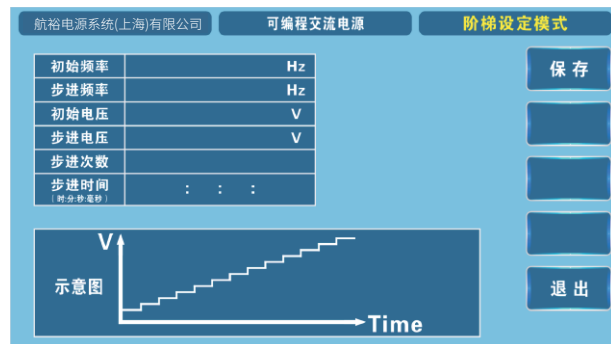 航裕电源系统(上海)有限公司 可编程交流电源 阶梯设定模式
初始频率 Hz
步进频率 Hz
初始电压 V
步进电压 V
步进次数
步进时间 : : :
(时:分:秒:毫秒)
保存
V
示意图
Time
退出